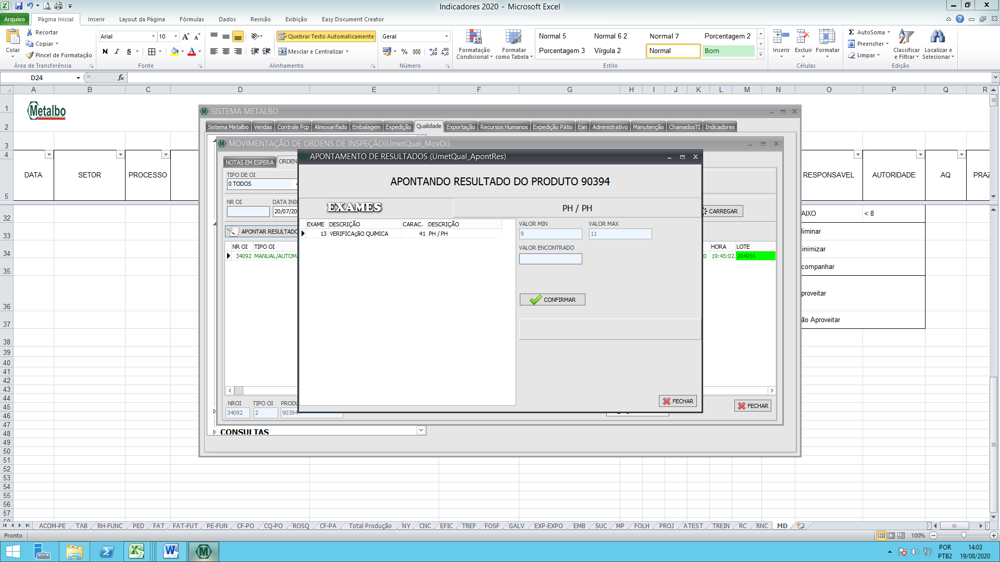 Indicadores 2020 - Microsoft Excel
Arquivo Página Inicial Inserir Layout da Página Fórmulas Dados Revisão Exibição Easy Document Creator
Colar
Recortar
Copiar
Pincel de Formatação
Área de Transferência
Arial 10
N I S
Fonte
Quebrar Texto Automaticamente
Mesclar e Centralizar
Alinhamento
Geral
% 000
Número
Formatação Condicional
Formatar como Tabela
Normal 5 Normal 6 2 Normal 7 Porcentagem 2
Porcentagem 3 Vírgula 2 Normal Bom
Estilo
Inserir Excluir Formatar
Células
Σ AutoSoma
Preencher
Limpar
Classificar e Filtrar
Localizar e Selecionar
Edição
D24 fx
A B C D E F G H I J K L M N O P Q R
1
2
3
4
5
Metalbo
DATA SETOR PROCESSO RESPONSAVEL AUTORIDADE AQ PRAZ
32 AIXO < 8
33 liminar
34 inimizar
35 companhar
36 proveitar
37 ão Aproveitar
38
39
40
41
42
43
44
45
46
47
48
49
50
51
52
53
54
55
56
57
SISTEMA METALBO
Sistema Metalbo Vendas Controle Pcp Almoxarifado Embalagem Expedição Qualidade Exportação Recursos Humanos Expedição Pátio Ean Administrativo Manutenção ChamadosTI Indicadores
MOVIMENTAÇÃO DE ORDENS DE INSPEÇÃO(UmetQual_MovOi)
NOTAS EM ESPERA ORDEN
TIPO DE OI
0 TODOS
NR OI DATA INIC
20/07/20
CARREGAR
APONTAR RESULTADO
NR OI TIPO OI HORA LOTE
34092 MANUAL/AUTOMA 0 19:45:02. 204956
NROI TIPO OI PRODU
34092 2 90394
FECHAR
CONSULTAS
APONTAMENTO DE RESULTADOS (UmetQual_ApontRes)
APONTANDO RESULTADO DO PRODUTO 90394
EXAMES
PH / PH
EXAME DESCRIÇÃO CARAC. DESCRIÇÃO
13 VERIFICAçãO QUíMICA 41 PH / PH
VALOR MIN VALOR MAX
9 11
VALOR ENCONTRADO
CONFIRMAR
FECHAR
ACOM-PE TAB RH-FUNC PED FAT FAT-FUT PE-FUN CF-PO CQ-PO ROSQ CF-PA Total Produção NY CNC EFIC TREF FOSF GALV EXP-EXPO EMB SUC MP FOLH PROJ ATEST TREIN RC RNC MD
Pronto 100%
POR
PTB2
14:03
19/08/2020